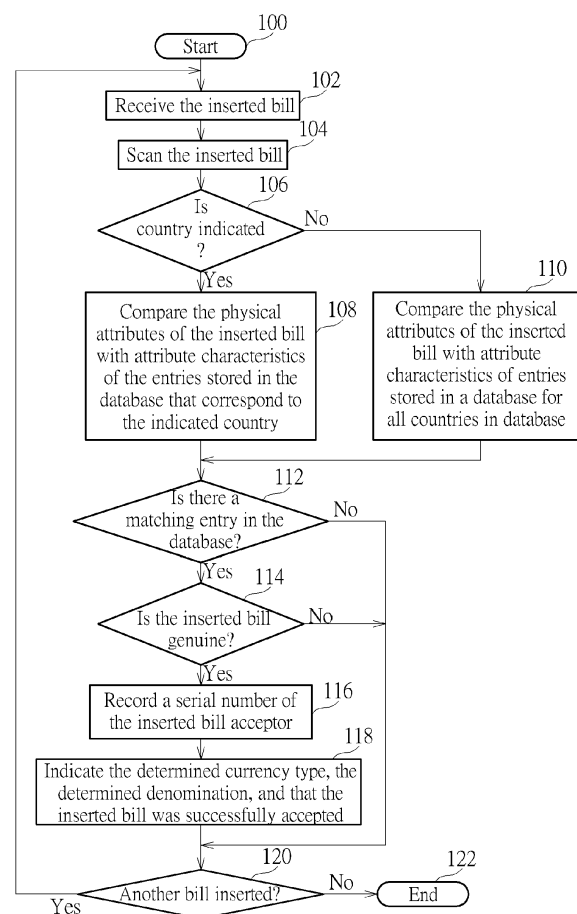 100
Start
102
Receive the inserted bill
104
Scan the inserted bill
106
Is
country indicated
?
No
Yes
108
Compare the physical
attributes of the inserted bill
with attribute characteristics
of the entries stored in the
database that correspond to
the indicated country
110
Compare the physical
attributes of the inserted
bill with attribute
characteristics of entries
stored in a database for
all countries in database
112
Is there a
matching entry in the
database?
No
Yes
114
Is the inserted bill
genuine?
No
Yes
116
Record a serial number of
the inserted bill acceptor
118
Indicate the determined currency type, the
determined denomination, and that the
inserted bill was successfully accepted
120
Another bill inserted?
No
Yes
122
End